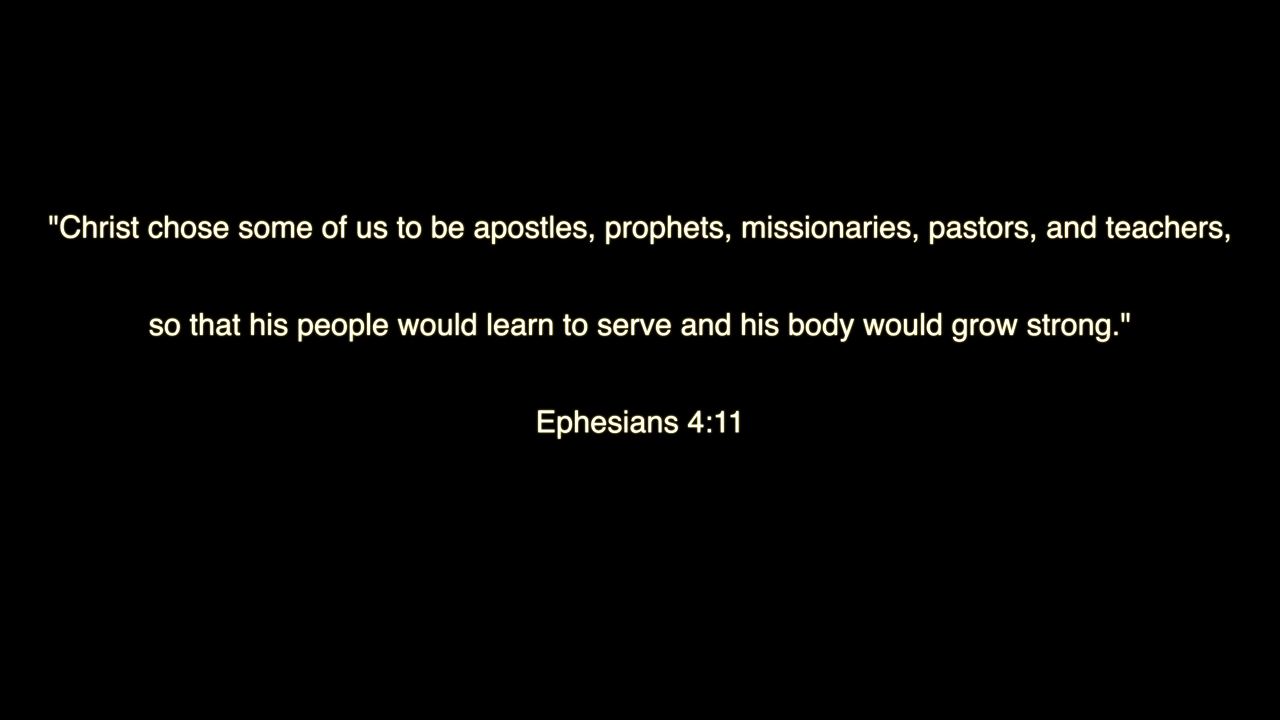 "Christ chose some of us to be apostles, prophets, missionaries, pastors, and teachers,
so that his people would learn to serve and his body would grow strong."
Ephesians 4:11